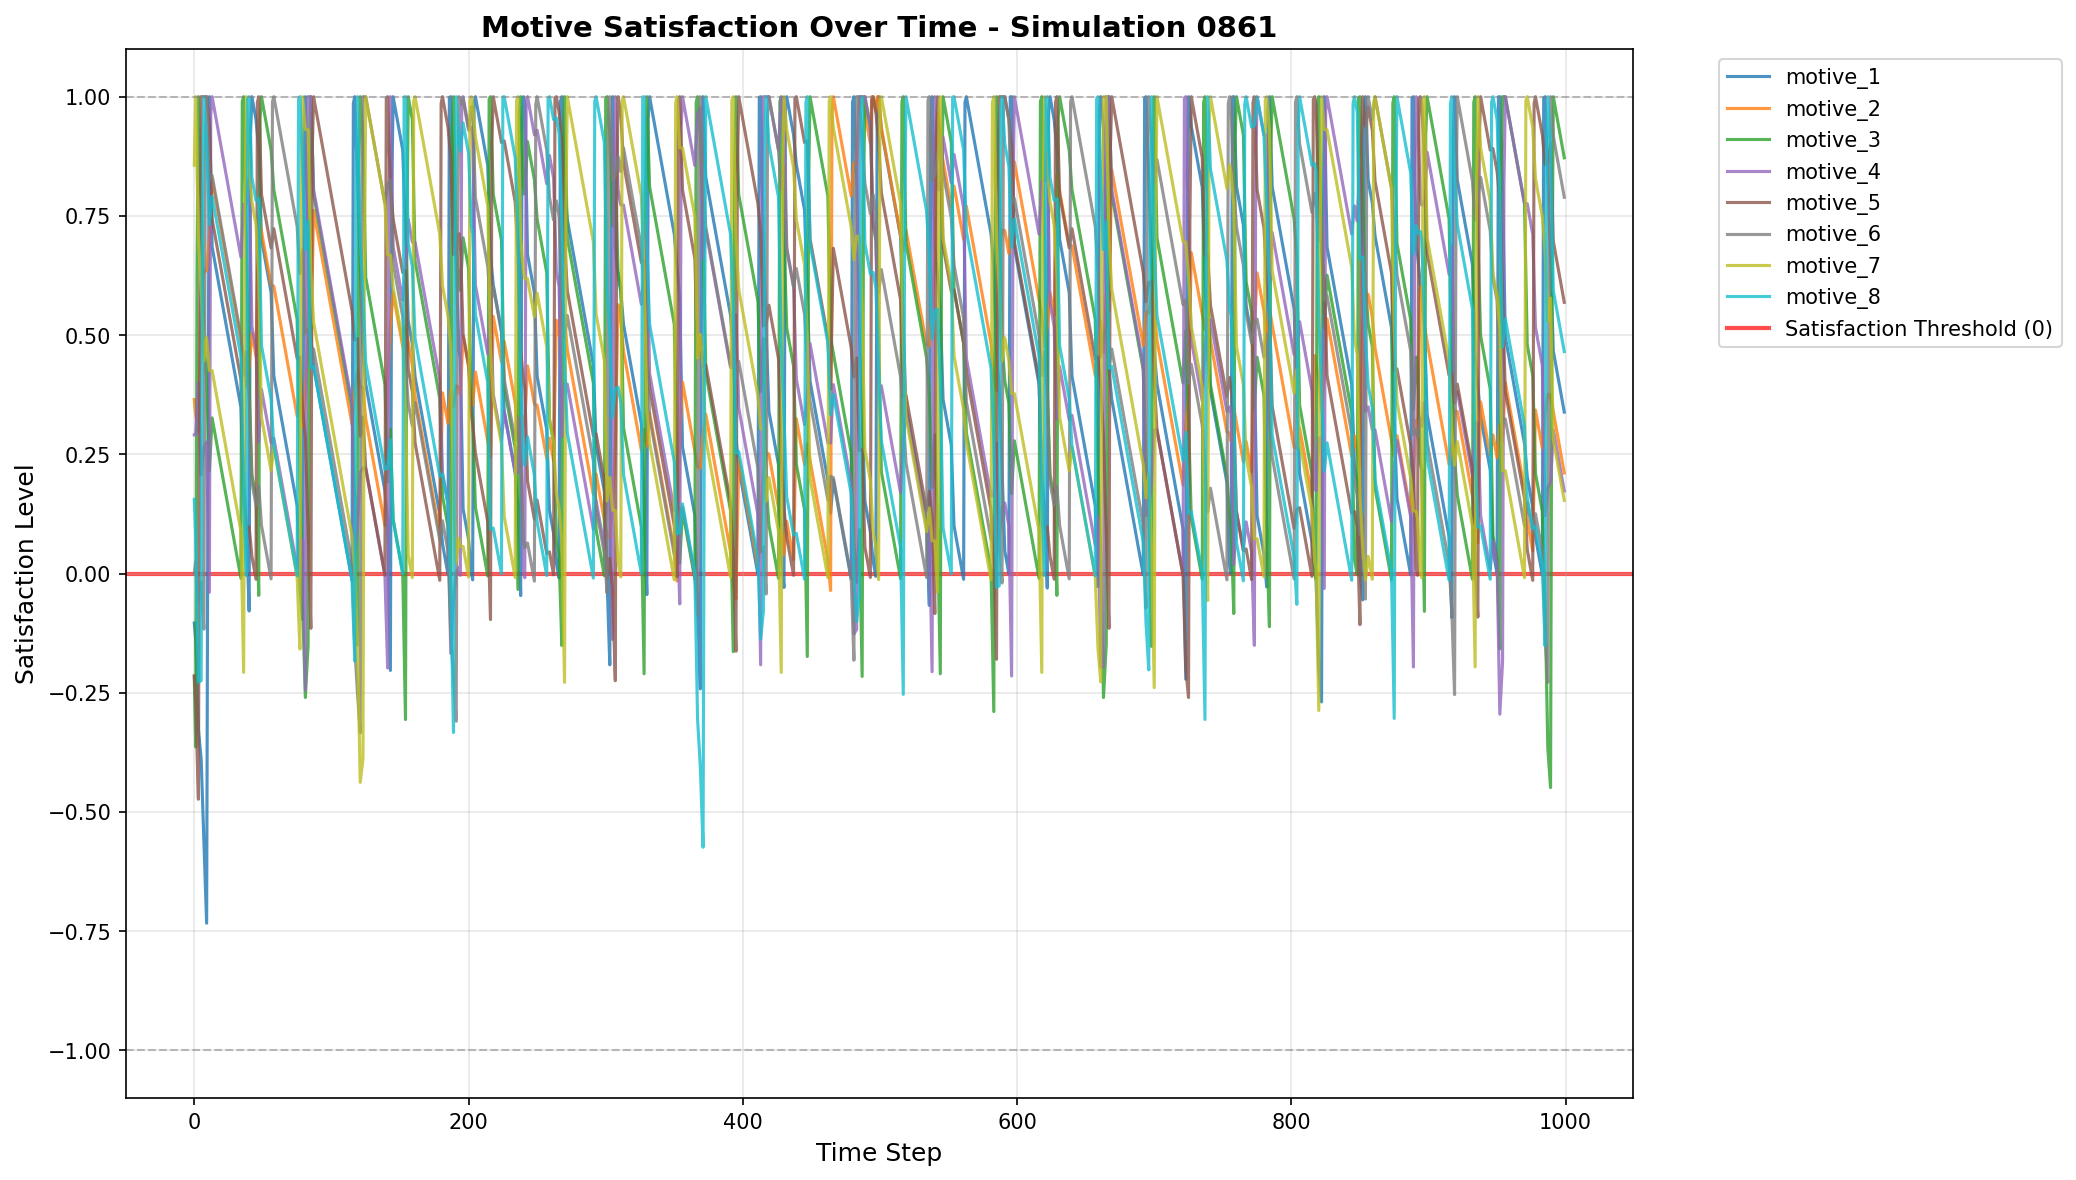 Motive Satisfaction Over Time - Simulation 0861
Satisfaction Level
1.00
0.75
0.50
0.25
0.00
−0.25
−0.50
−0.75
−1.00
0
200
400
600
800
1000
Time Step
motive_1
motive_2
motive_3
motive_4
motive_5
motive_6
motive_7
motive_8
Satisfaction Threshold (0)